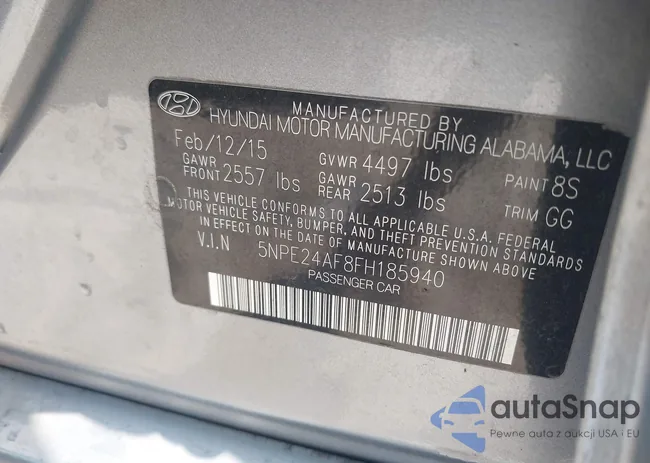 MANUFACTURED BY
HYUNDAI MOTOR MANUFACTURING ALABAMA, LLC
Feb/12/15 GVWR 4497 lbs PAINT 8S
GAWR FRONT 2557 lbs GAWR REAR 2513 lbs TRIM GG
THIS VEHICLE CONFORMS TO ALL APPLICABLE U.S.A. FEDERAL
MOTOR VEHICLE SAFETY, BUMPER, AND THEFT PREVENTION STANDARDS
IN EFFECT ON THE DATE OF MANUFACTURE SHOWN ABOVE
V.I.N 5NPE24AF8FH185940
PASSENGER CAR
autaSnap
Pewne auta z aukcji USA i EU